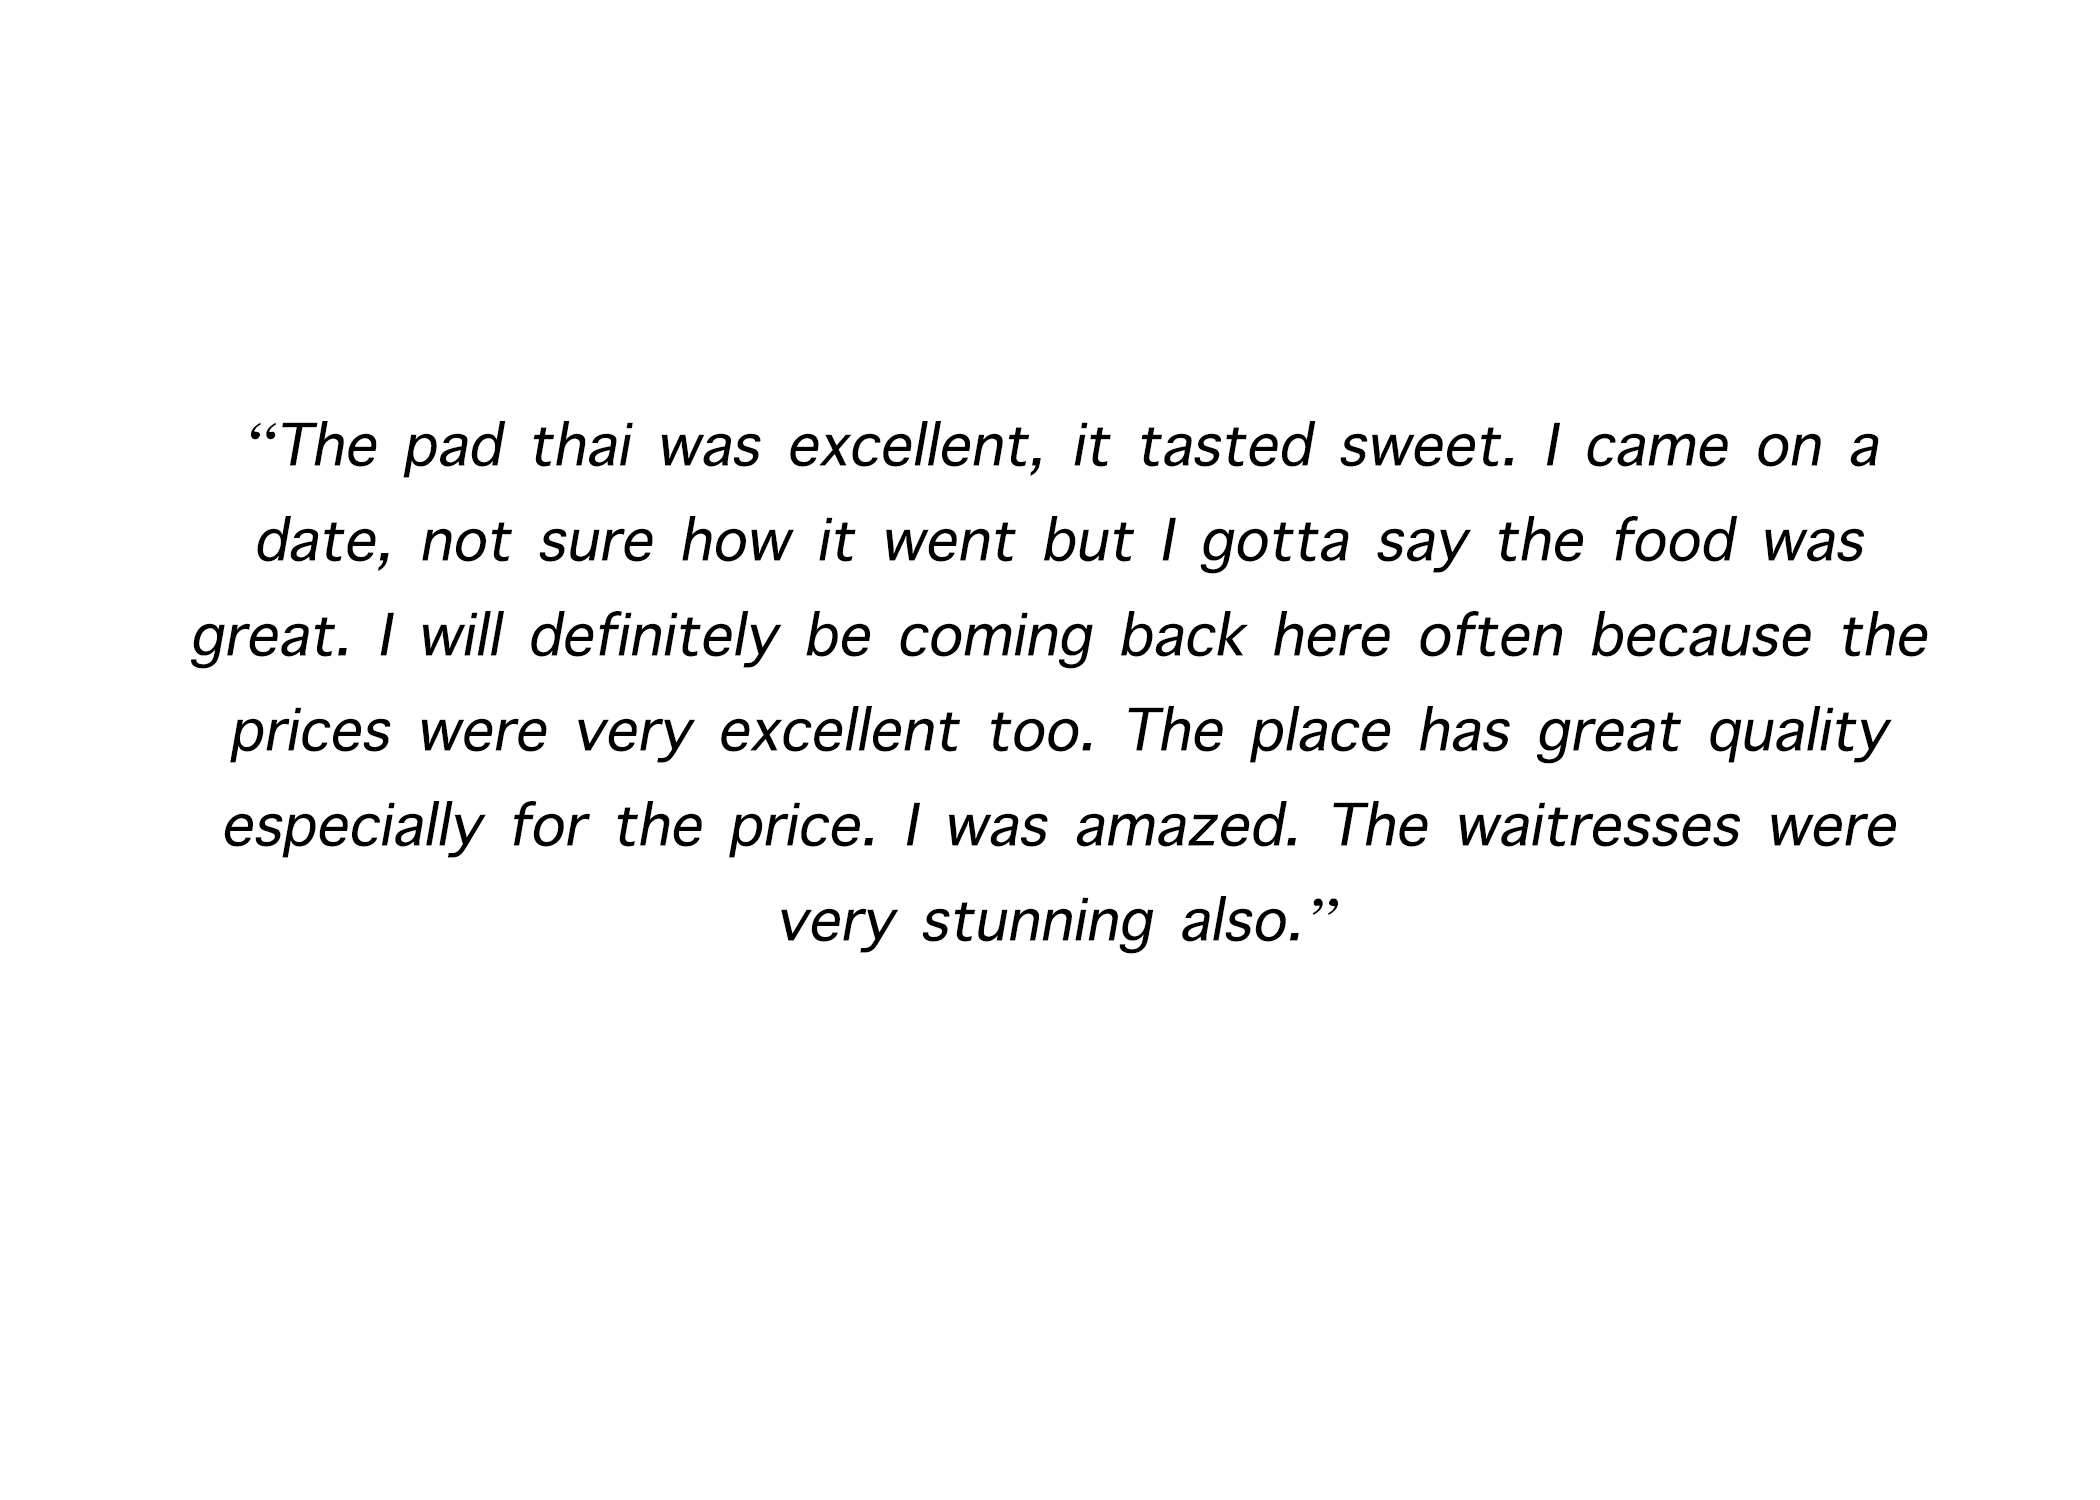 “The pad thai was excellent, it tasted sweet. I came on a
date, not sure how it went but I gotta say the food was
great. I will definitely be coming back here often because the
prices were very excellent too. The place has great quality
especially for the price. I was amazed. The waitresses were
very stunning also.”